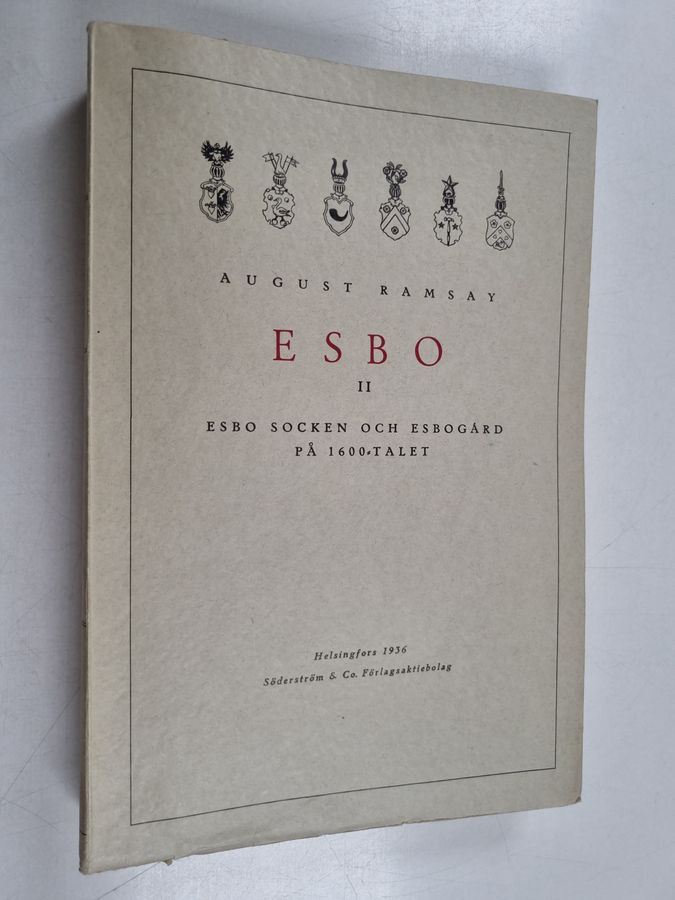 AUGUST RAMSAY
ESBO
II
ESBO SOCKEN OCH ESBOGÅRD
PÅ 1600-TALET
Helsingfors 1936
Söderström & Co. Förlagsaktiebolag